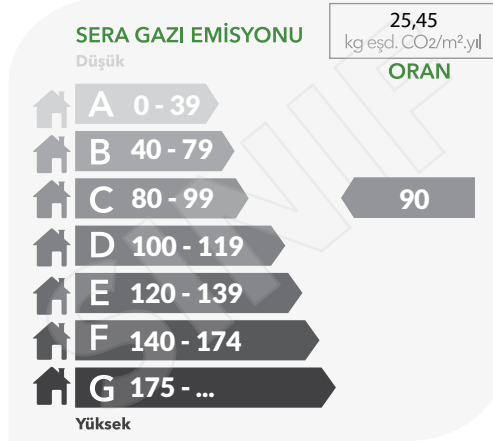 SERA GAZI EMİSYONU
25,45
kg eşd. CO2/m².yıl
Düşük
ORAN
A 0 - 39
B 40 - 79
C 80 - 99
90
D 100 - 119
E 120 - 139
F 140 - 174
G 175 - ...
Yüksek
SINIF